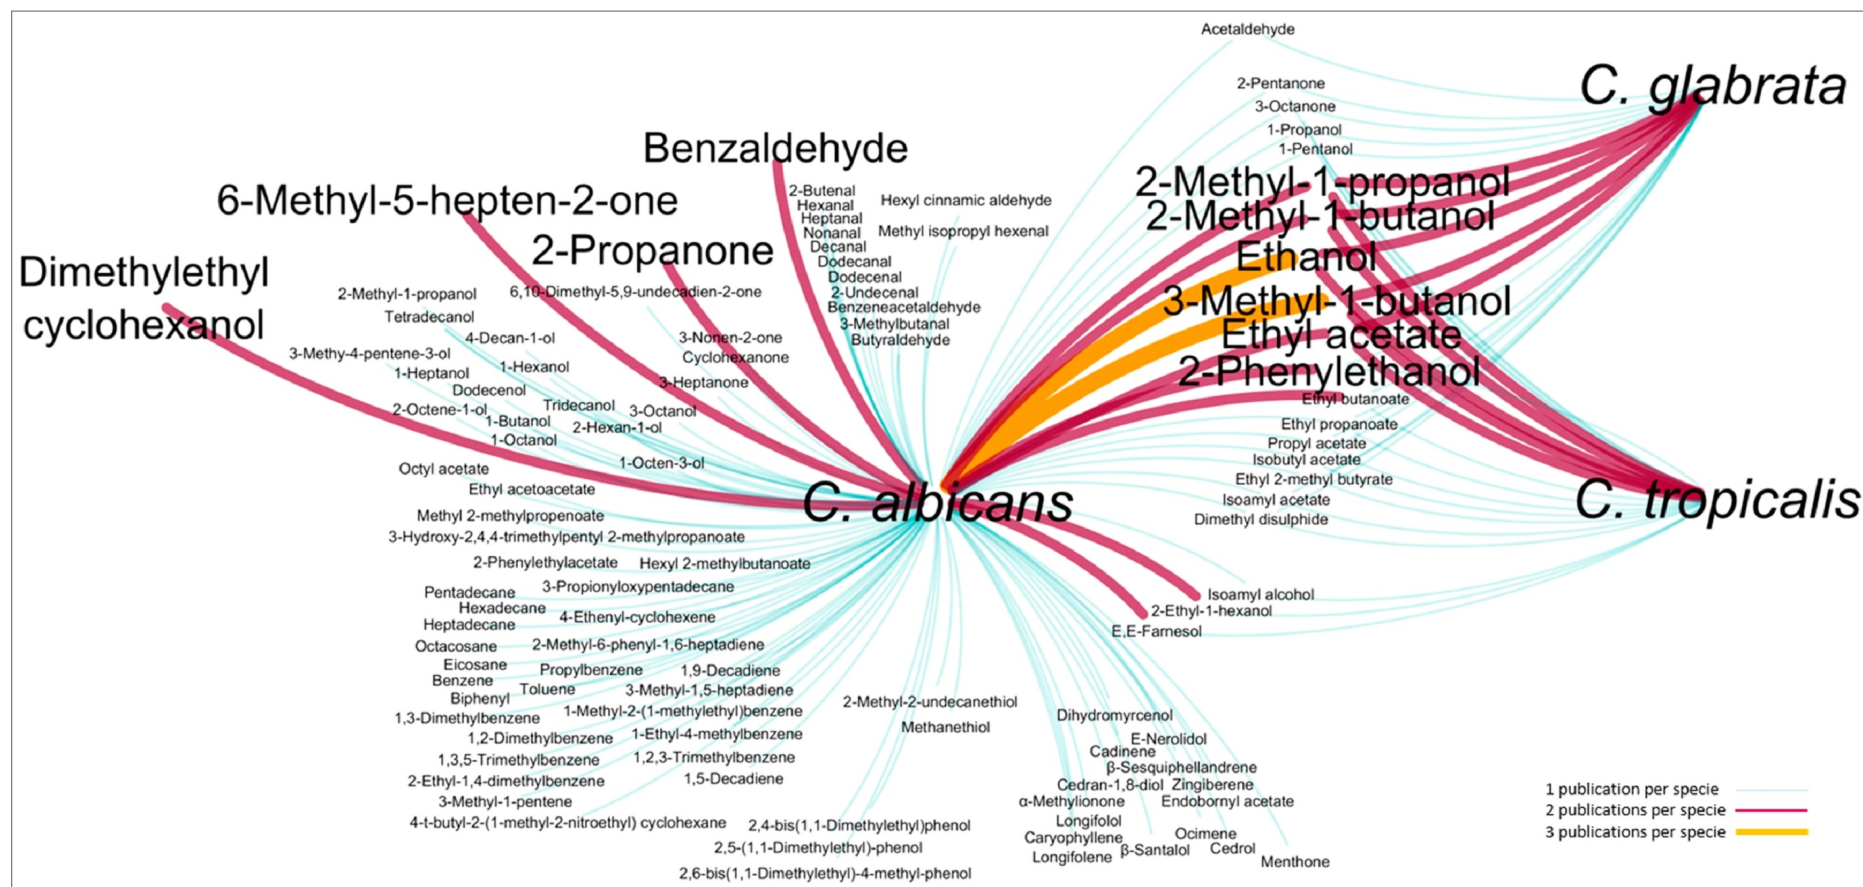 Acetaldehyde
2-Pentanone
3-Octanone
1-Propanol
1-Pentanol
C. glabrata
2-Methyl-1-propanol
2-Methyl-1-butanol
Ethanol
3-Methyl-1-butanol
Ethyl acetate
2-Phenylethanol
Ethyl butanoate
Ethyl propanoate
Propyl acetate
Isobutyl acetate
Ethyl 2-methyl butyrate
Isoamyl acetate
Dimethyl disulphide
C. tropicalis
Benzaldehyde
6-Methyl-5-hepten-2-one
2-Propanone
Dimethylethyl
cyclohexanol
2-Butenal
Hexanal
Heptanal
Nonanal
Decanal
Dodecanal
Dodecenal
2-Undecenal
Benzeneacetaldehyde
3-Methylbutanal
Butyraldehyde
Hexyl cinnamic aldehyde
Methyl isopropyl hexenal
2-Methyl-1-propanol
6,10-Dimethyl-5,9-undecadien-2-one
Tetradecanol
4-Decan-1-ol
3-Nonen-2-one
3-Methy-4-pentene-3-ol
Cyclohexanone
1-Heptanol
1-Hexanol
3-Heptanone
Dodecenol
2-Octene-1-ol
Tridecanol
3-Octanol
1-Butanol
2-Hexan-1-ol
1-Octanol
1-Octen-3-ol
Octyl acetate
Ethyl acetoacetate
C. albicans
Methyl 2-methylpropenoate
3-Hydroxy-2,4,4-trimethylpentyl 2-methylpropanoate
2-Phenylethylacetate
Hexyl 2-methylbutanoate
Pentadecane
3-Propionyloxypentadecane
Hexadecane
4-Ethenyl-cyclohexene
Heptadecane
Octacosane
2-Methyl-6-phenyl-1,6-heptadiene
Eicosane
Propylbenzene
1,9-Decadiene
Benzene
Toluene
3-Methyl-1,5-heptadiene
Biphenyl
1-Methyl-2-(1-methylethyl)benzene
1,3-Dimethylbenzene
1,2-Dimethylbenzene
1-Ethyl-4-methylbenzene
1,3,5-Trimethylbenzene
1,2,3-Trimethylbenzene
2-Ethyl-1,4-dimethylbenzene
1,5-Decadiene
3-Methyl-1-pentene
4-t-butyl-2-(1-methyl-2-nitroethyl) cyclohexane
2,4-bis(1,1-Dimethylethyl)phenol
2,5-(1,1-Dimethylethyl)-phenol
2,6-bis(1,1-Dimethylethyl)-4-methyl-phenol
2-Methyl-2-undecanethiol
Methanethiol
Isoamyl alcohol
2-Ethyl-1-hexanol
E,E-Farnesol
Dihydromyrcenol
E-Nerolidol
Cadinene
β-Sesquiphellandrene
Cedran-1,8-diol
Zingiberene
α-Methylionone
Endobornyl acetate
Longifolol
Caryophyllene
Ocimene
Longifolene
β-Santalol
Cedrol
Menthone
1 publication per specie
2 publications per specie
3 publications per specie